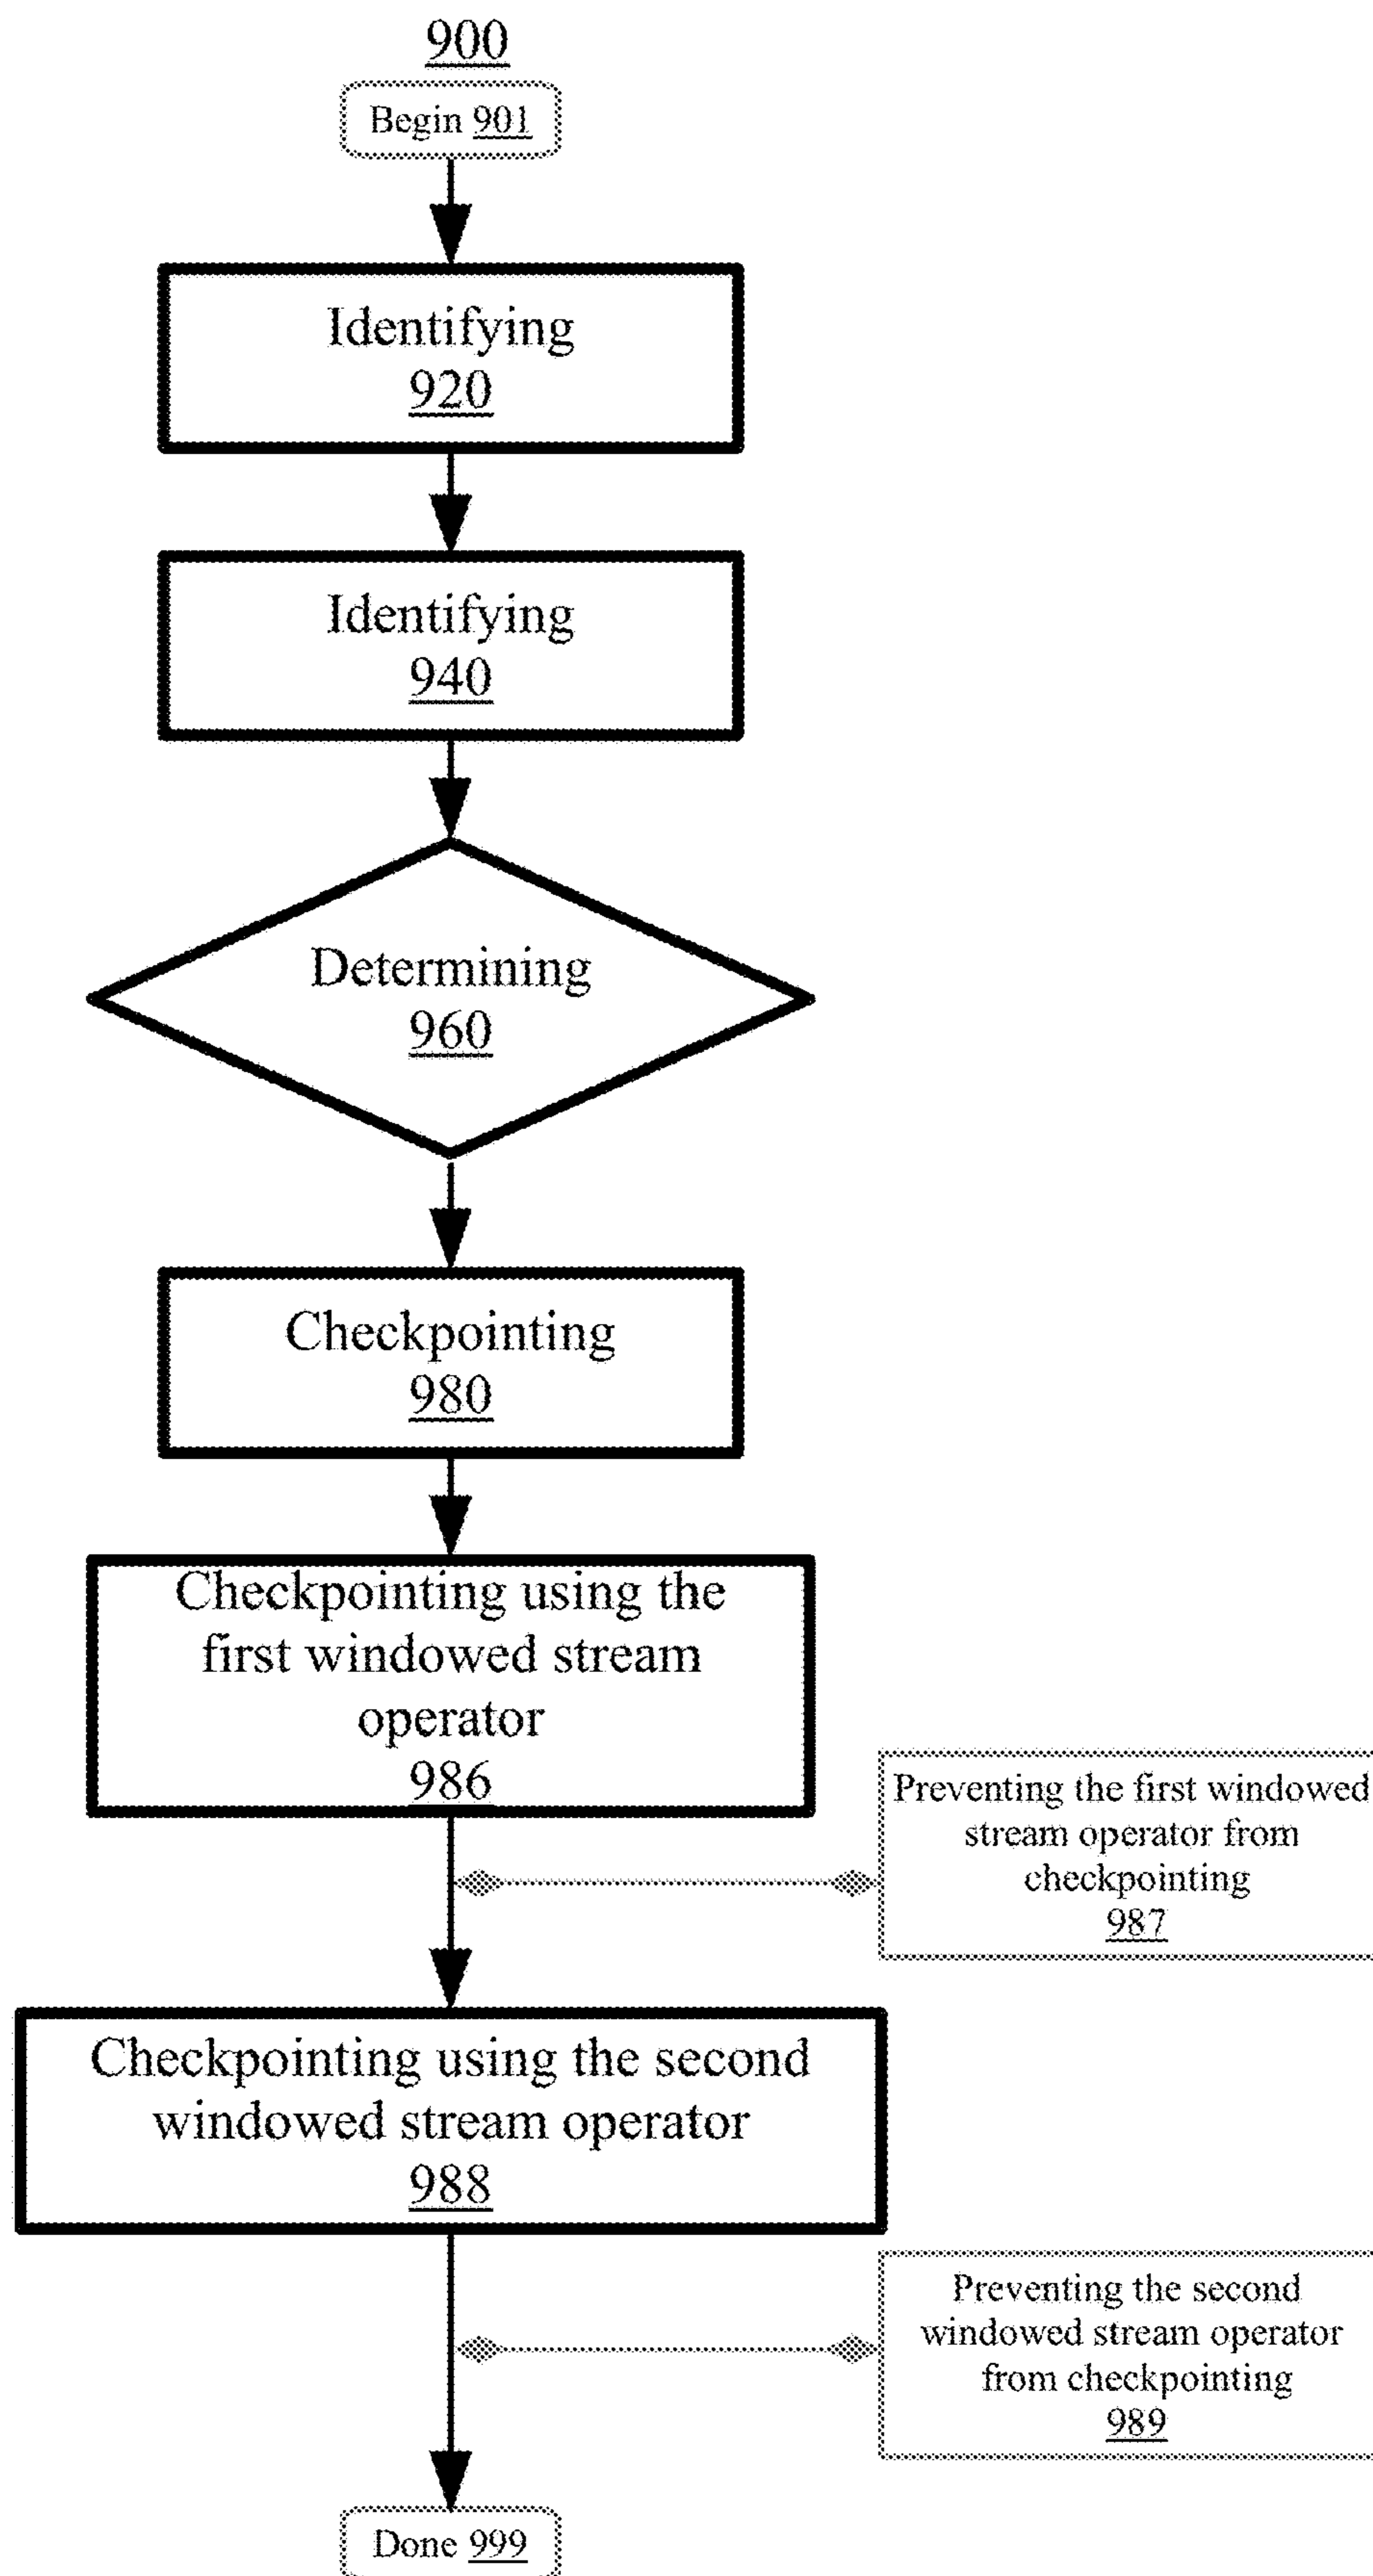 900
Begin 901
Identifying
920
Identifying
940
Determining
960
Checkpointing
980
Checkpointing using the
first windowed stream
operator
986
Preventing the first windowed
stream operator from
checkpointing
987
Checkpointing using the second
windowed stream operator
988
Preventing the second
windowed stream operator
from checkpointing
989
Done 999